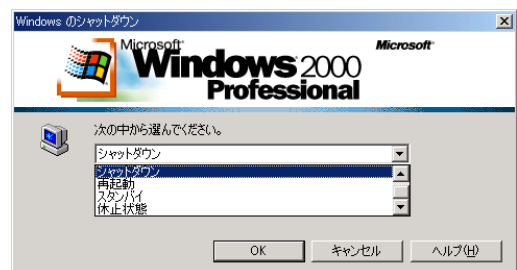 Windows のシャットダウン
Microsoft
Windows 2000
Professional
Microsoft
次の中から選んでください。
シャットダウン
シャットダウン
再起動
スタンバイ
休止状態
OK
キャンセル
ヘルプ(H)